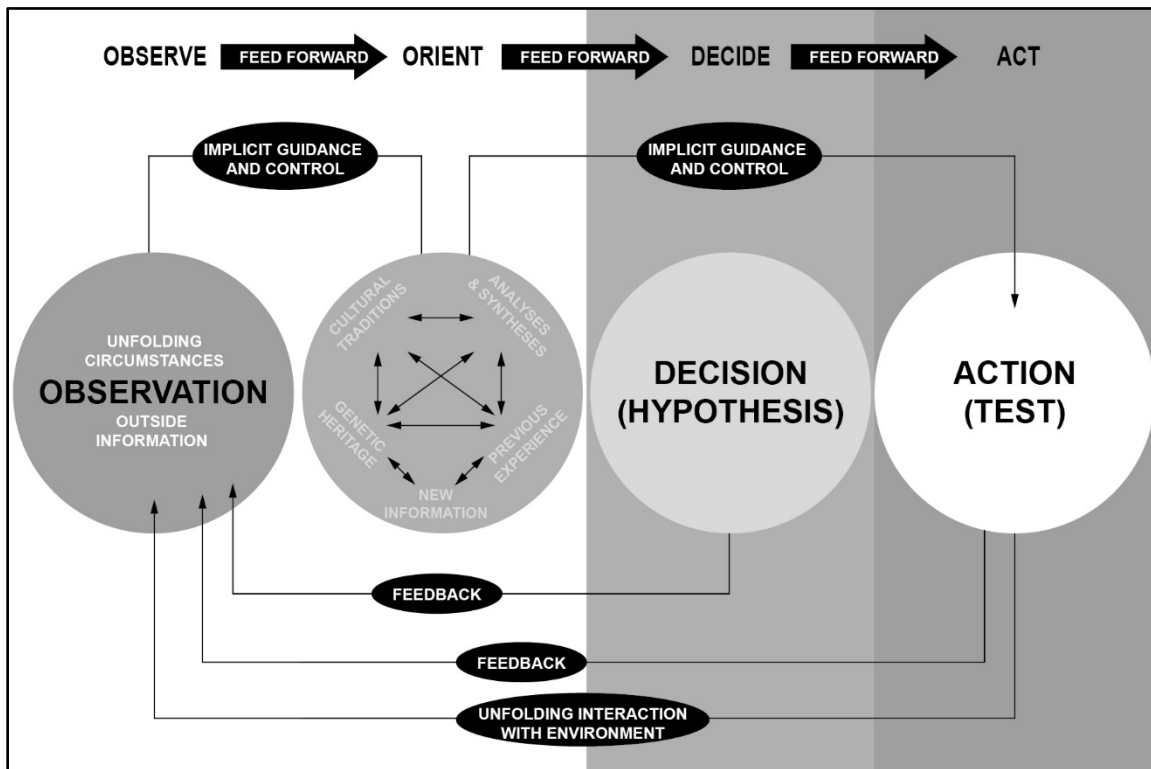 OBSERVE FEED FORWARD ORIENT FEED FORWARD DECIDE FEED FORWARD ACT
IMPLICIT GUIDANCE
AND CONTROL
IMPLICIT GUIDANCE
AND CONTROL
UNFOLDING
CIRCUMSTANCES
OBSERVATION
OUTSIDE
INFORMATION
CULTURAL
TRADITIONS
ANALYSES
& SYNTHESES
GENETIC
HERITAGE
PREVIOUS
EXPERIENCE
NEW
INFORMATION
DECISION
(HYPOTHESIS)
ACTION
(TEST)
FEEDBACK
FEEDBACK
UNFOLDING INTERACTION
WITH ENVIRONMENT